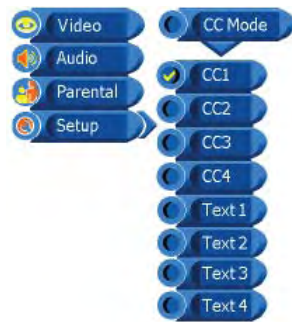 Video
Audio
Parental
Setup
CC Mode
CC1
CC2
CC3
CC4
Text 1
Text 2
Text 3
Text 4